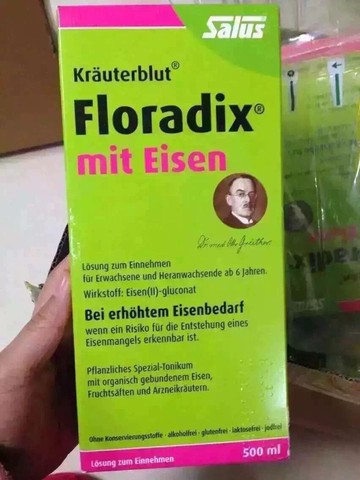 Salus
Kräuterblut®
Floradix®
mit Eisen
Lösung zum Einnehmen
für Erwachsene und Heranwachsende ab 6 Jahren.
Wirkstoff: Eisen(II)-gluconat
Bei erhöhtem Eisenbedarf
wenn ein Risiko für die Entstehung eines
Eisenmangels erkennbar ist.
Pflanzliches Spezial-Tonikum
mit organisch gebundenem Eisen,
Fruchtsäften und Arzneikräutern.
Ohne Konservierungsstoffe · alkoholfrei · glutenfrei · laktosefrei · jodfrei
Lösung zum Einnehmen
500 ml